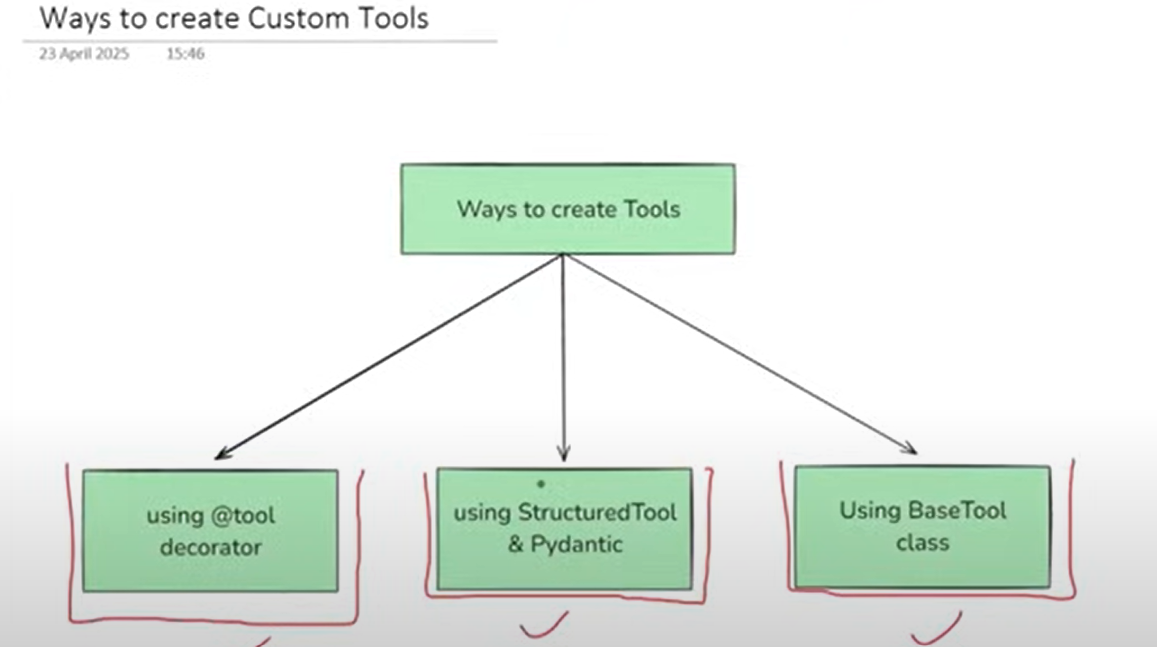 Ways to create Custom Tools
23 April 2025 15:46
Ways to create Tools
using @tool
decorator
using StructuredTool
& Pydantic
Using BaseTool
class